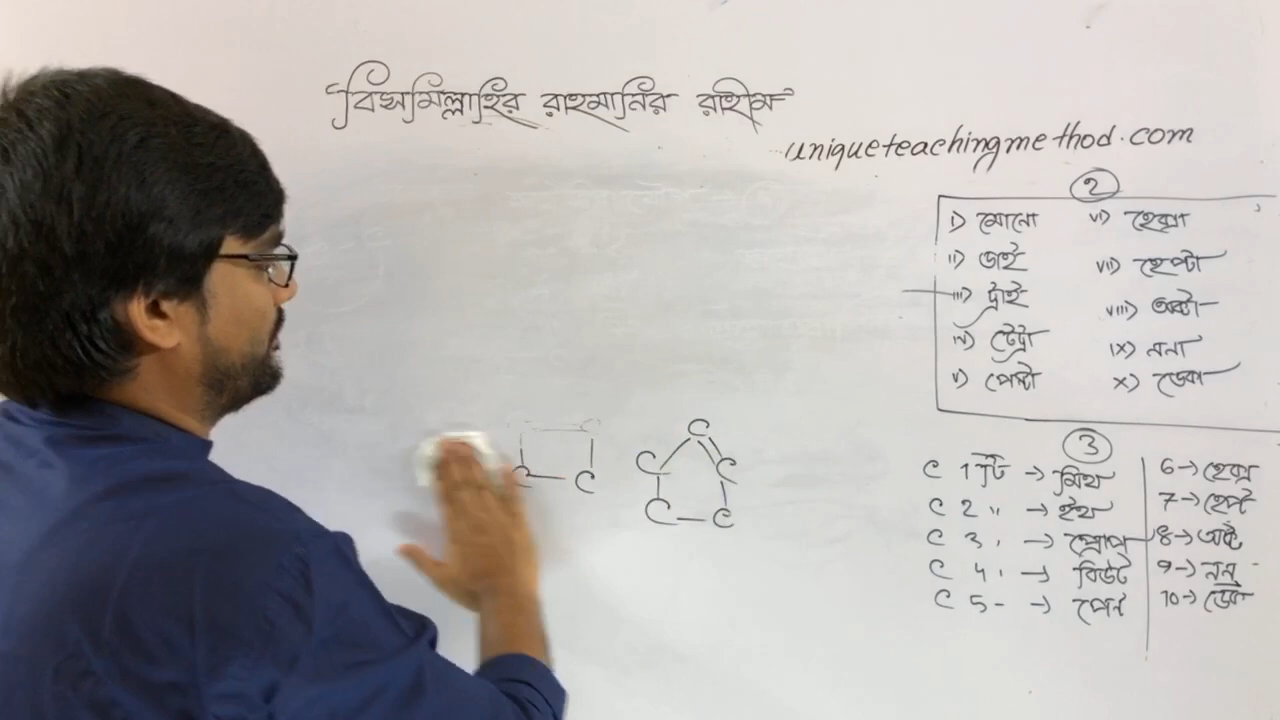 বিসমিল্লাহির রাহমানির রাহীম
uniqueteachingmethod.com
2
i) মোনো vi) হেক্সা
ii) ডাই vii) হেপ্টা
iii) ট্রাই viii) অক্টা
iv) টেট্রা ix) ননা
v) পেন্টা x) ডেকা
3
C 1 টি → মিথ 6 → হেক্স
C 2 " → ইথ 7 → হেপ্ট
C 3 " → প্রোপ 8 → অক্ট
C 4 " → বিউট 9 → নন্
C 5 - → পেন্ট 10 → ডেক
C C
C C
C
C C
C C